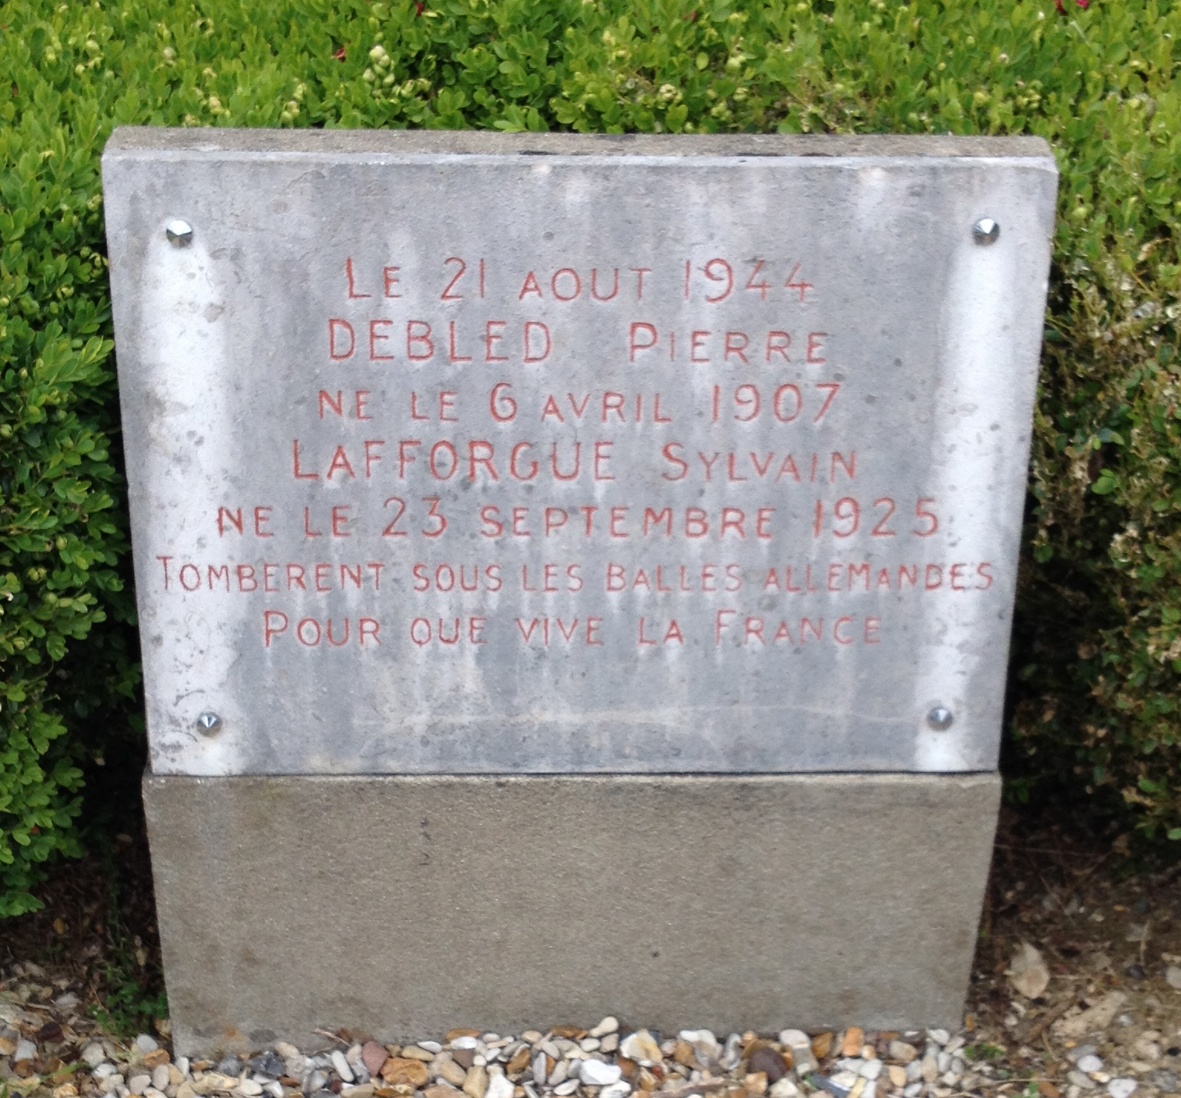 LE 21 AOUT 1944
DEBLED PIERRE
NE LE 6 AVRIL 1907
LAFFORGUE SYLVAIN
NE LE 23 SEPTEMBRE 1925
TOMBERENT SOUS LES BALLES ALLEMANDES
POUR QUE VIVE LA FRANCE